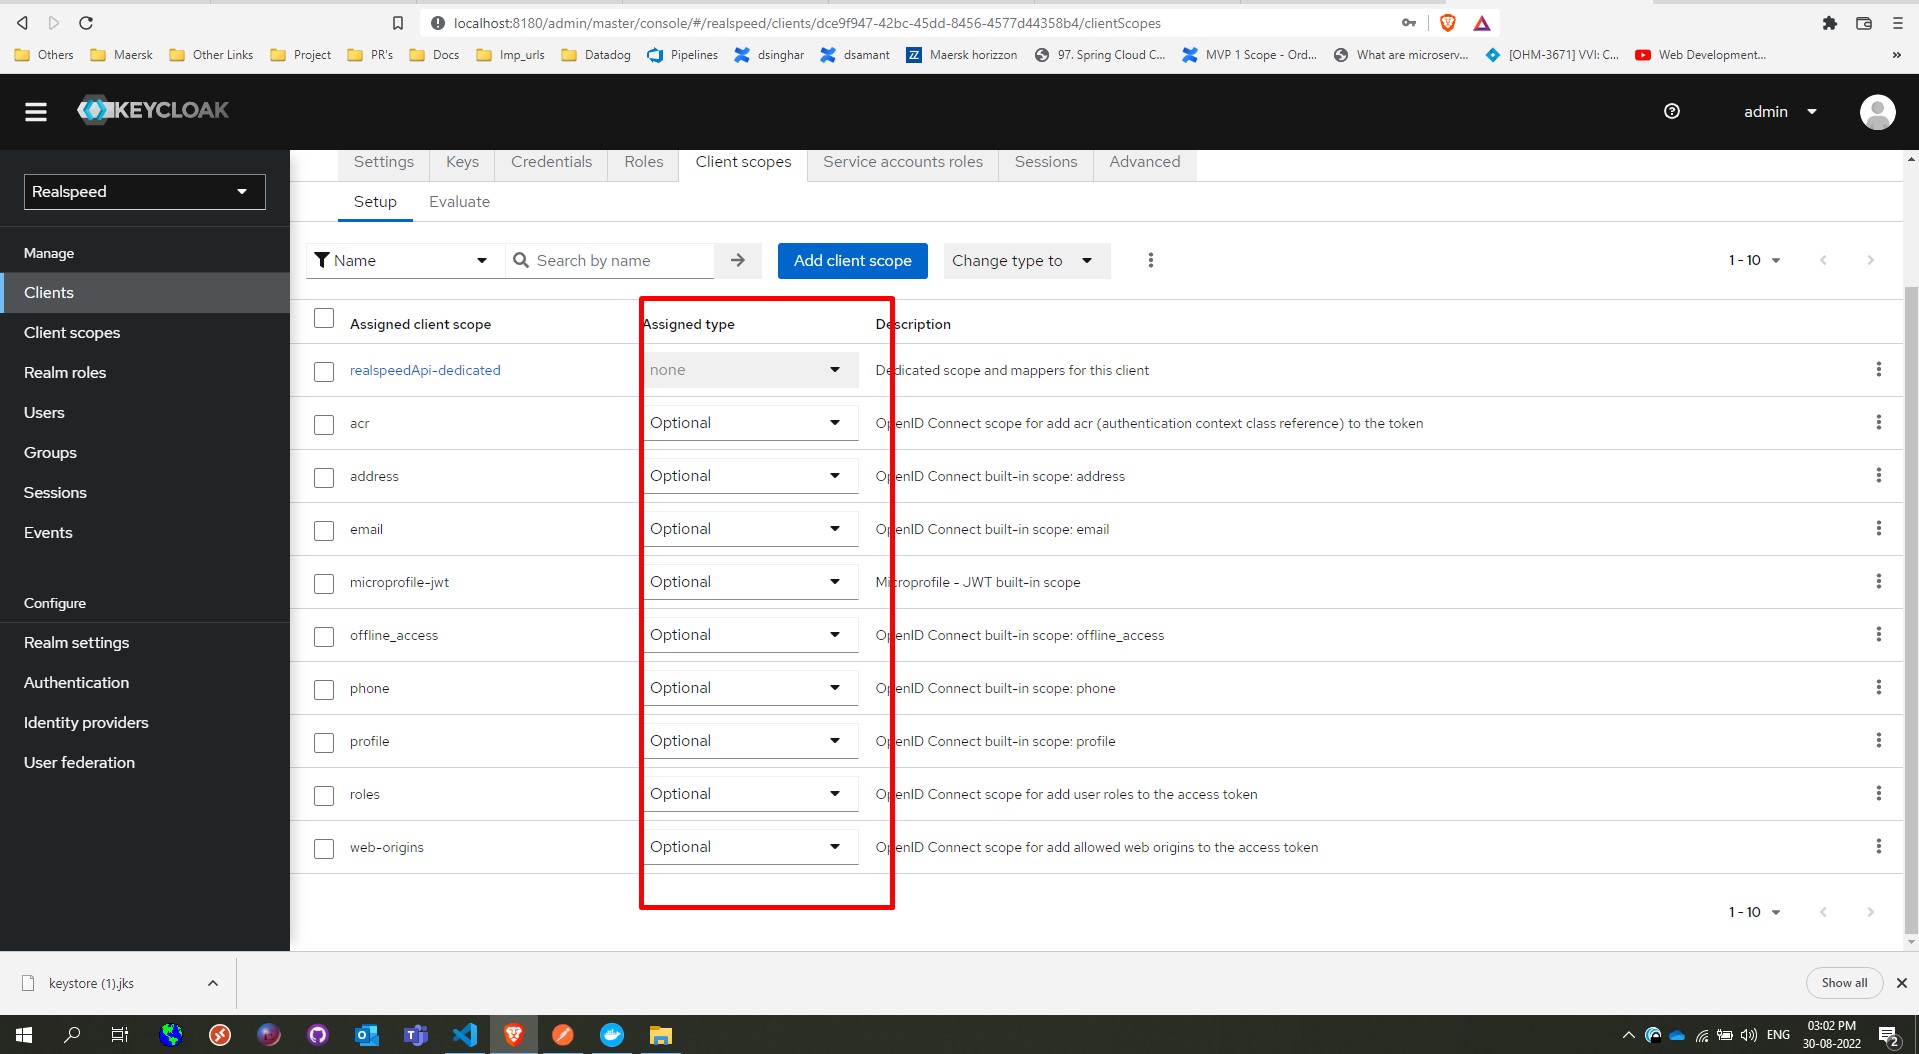 localhost:8180/admin/master/console/#/realspeed/clients/dce9f947-42bc-45dd-8456-4577d44358b4/clientScopes
Others Maersk Other Links Project PR's Docs Imp_urls Datadog Pipelines dsinghar dsamant Maersk horizzon 97. Spring Cloud C... MVP 1 Scope - Ord... What are microserv... [OHM-3671] VVI: C... Web Development... »
KEYCLOAK
admin
Realspeed
Manage
Clients
Client scopes
Realm roles
Users
Groups
Sessions
Events
Configure
Realm settings
Authentication
Identity providers
User federation
Settings Keys Credentials Roles Client scopes Service accounts roles Sessions Advanced
Setup Evaluate
Name Search by name Add client scope Change type to 1 - 10
Assigned client scope Assigned type Description
realspeedApi-dedicated none Dedicated scope and mappers for this client
acr Optional OpenID Connect scope for add acr (authentication context class reference) to the token
address Optional OpenID Connect built-in scope: address
email Optional OpenID Connect built-in scope: email
microprofile-jwt Optional Microprofile - JWT built-in scope
offline_access Optional OpenID Connect built-in scope: offline_access
phone Optional OpenID Connect built-in scope: phone
profile Optional OpenID Connect built-in scope: profile
roles Optional OpenID Connect scope for add user roles to the access token
web-origins Optional OpenID Connect scope for add allowed web origins to the access token
1 - 10
keystore (1).jks Show all
ENG 03:02 PM
30-08-2022 2